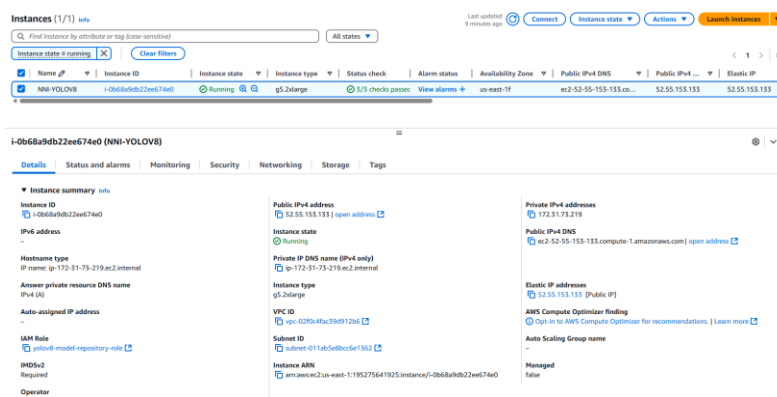 Instances (1/1) Info
Last updated
9 minutes ago
Connect
Instance state
Actions
Launch instances
Find Instance by attribute or tag (case-sensitive)
All states
Instance state = running
Clear filters
1
Name
Instance ID
Instance state
Instance type
Status check
Alarm status
Availability Zone
Public IPv4 DNS
Public IPv4 ...
Elastic IP
NNI-YOLOV8
i-0b68a9db22ee674e0
Running
g5.2xlarge
3/3 checks passec
View alarms +
us-east-1f
ec2-52-55-153-133.co...
52.55.153.133
52.55.153.133
i-0b68a9db22ee674e0 (NNI-YOLOV8)
Details
Status and alarms
Monitoring
Security
Networking
Storage
Tags
Instance summary Info
Instance ID
i-0b68a9db22ee674e0
Public IPv4 address
52.55.153.133 | open address
Private IPv4 addresses
172.31.73.219
IPv6 address
–
Instance state
Running
Public IPv4 DNS
ec2-52-55-153-133.compute-1.amazonaws.com | open address
Hostname type
IP name: ip-172-31-73-219.ec2.internal
Private IP DNS name (IPv4 only)
ip-172-31-73-219.ec2.internal
Answer private resource DNS name
IPv4 (A)
Instance type
g5.2xlarge
Elastic IP addresses
52.55.153.133 [Public IP]
Auto-assigned IP address
–
VPC ID
vpc-02f0c4fac39d912b6
AWS Compute Optimizer finding
Opt-in to AWS Compute Optimizer for recommendations. | Learn more
IAM Role
yolov8-model-repository-role
Subnet ID
subnet-011ab5e8bcc6e1362
Auto Scaling Group name
–
IMDSv2
Required
Instance ARN
arn:aws:ec2:us-east-1:195275641925:instance/i-0b68a9db22ee674e0
Managed
false
Operator